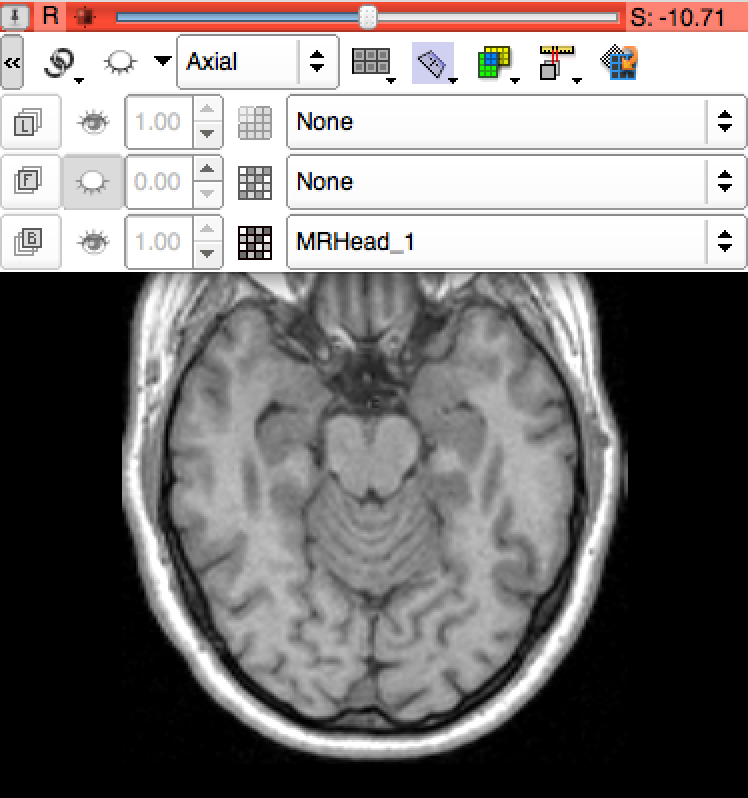 R S: -10.71
« Axial
L 1.00 None
F 0.00 None
B 1.00 MRHead_1